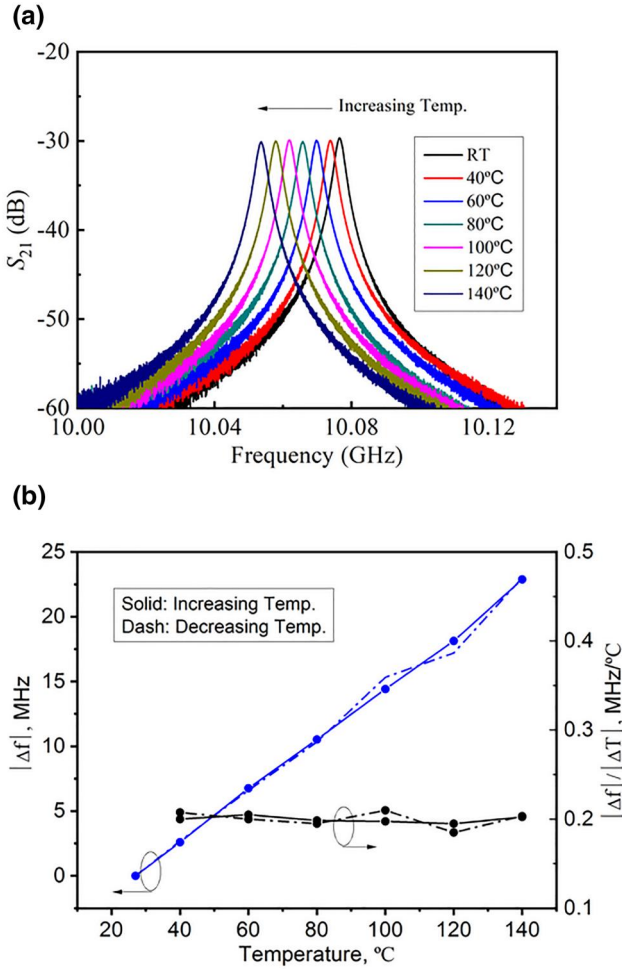 (a)
-20
-30
-40
-50
-60
S21 (dB)
Increasing Temp.
RT
40ºC
60ºC
80ºC
100ºC
120ºC
140ºC
10.00 10.04 10.08 10.12
Frequency (GHz)
(b)
25
20
15
10
5
0
|Δf|, MHz
Solid: Increasing Temp.
Dash: Decreasing Temp.
0.5
0.4
0.3
0.2
0.1
|Δf|/|ΔT|, MHz/ºC
20 40 60 80 100 120 140
Temperature, ºC